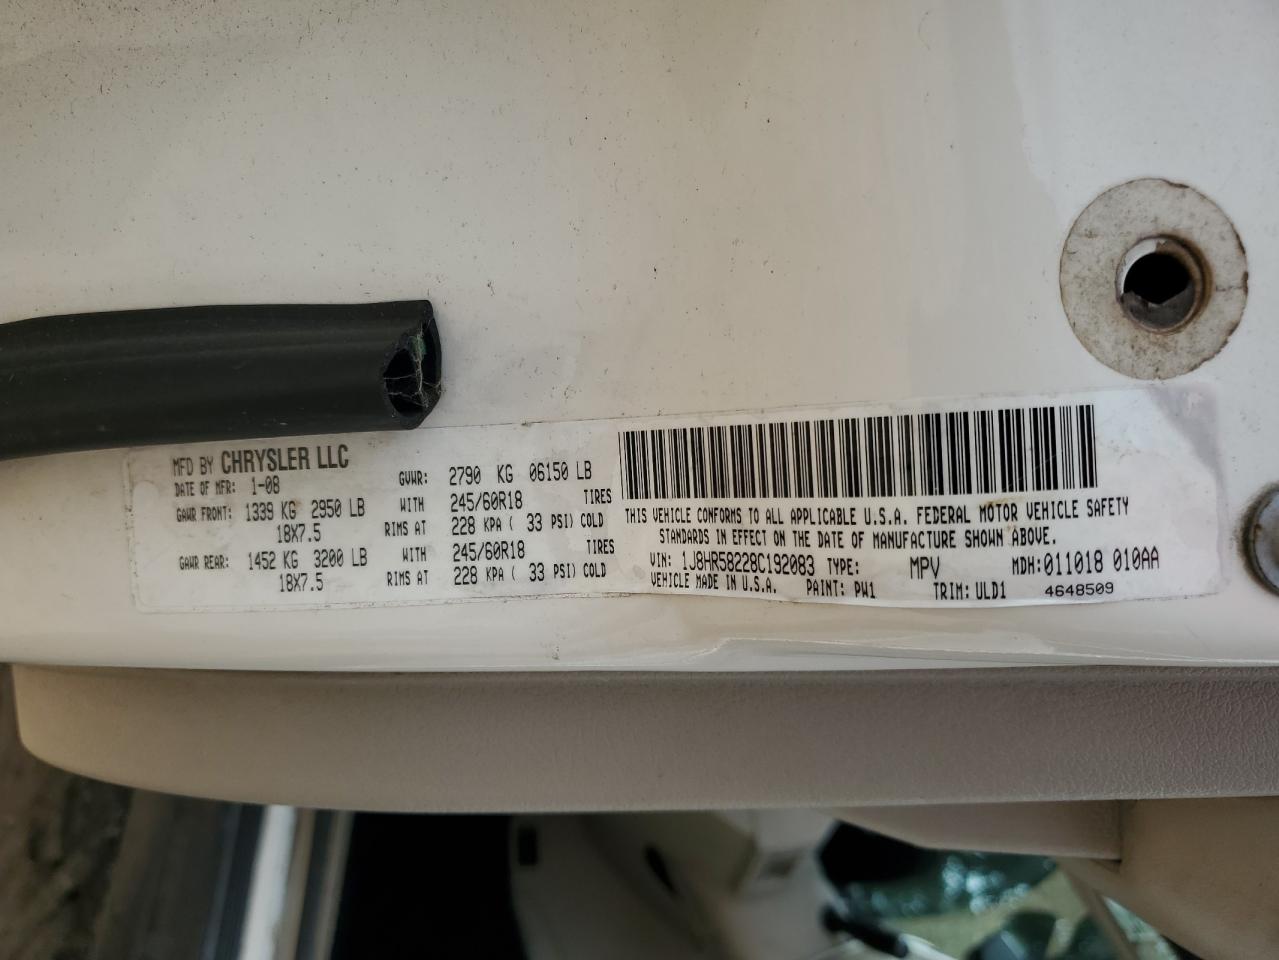 MFD BY CHRYSLER LLC
DATE OF MFR: 1-08 GVWR: 2790 KG 06150 LB
GAWR FRONT: 1339 KG 2950 LB WITH 245/60R18 TIRES
18X7.5 RIMS AT 228 KPA ( 33 PSI) COLD
GAWR REAR: 1452 KG 3200 LB WITH 245/60R18 TIRES
18X7.5 RIMS AT 228 KPA ( 33 PSI) COLD
THIS VEHICLE CONFORMS TO ALL APPLICABLE U.S.A. FEDERAL MOTOR VEHICLE SAFETY
STANDARDS IN EFFECT ON THE DATE OF MANUFACTURE SHOWN ABOVE.
VIN: 1J8HR58228C192083 TYPE: MPV MDH: 011018 010AA
VEHICLE MADE IN U.S.A. PAINT: PW1 TRIM: ULD1 4648509